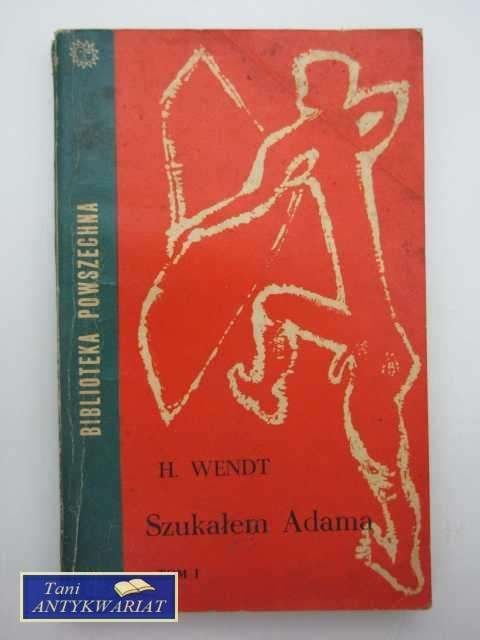 BIBLIOTEKA POWSZECHNA
H. WENDT
Szukałem Adama
TOM I
Tani
ANTYKWARIAT